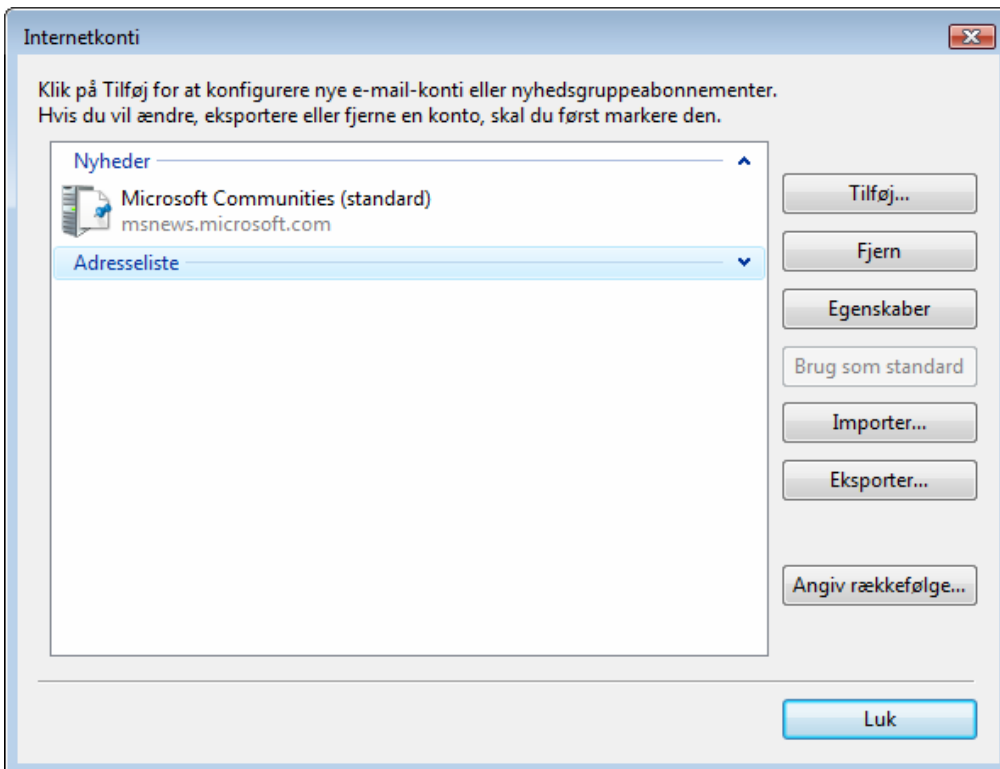 Internetkonti
Klik på Tilføj for at konfigurere nye e-mail-konti eller nyhedsgruppeabonnementer.
Hvis du vil ændre, eksportere eller fjerne en konto, skal du først markere den.
Nyheder
Microsoft Communities (standard)
msnews.microsoft.com
Adresseliste
Tilføj...
Fjern
Egenskaber
Brug som standard
Importer...
Eksporter...
Angiv rækkefølge...
Luk